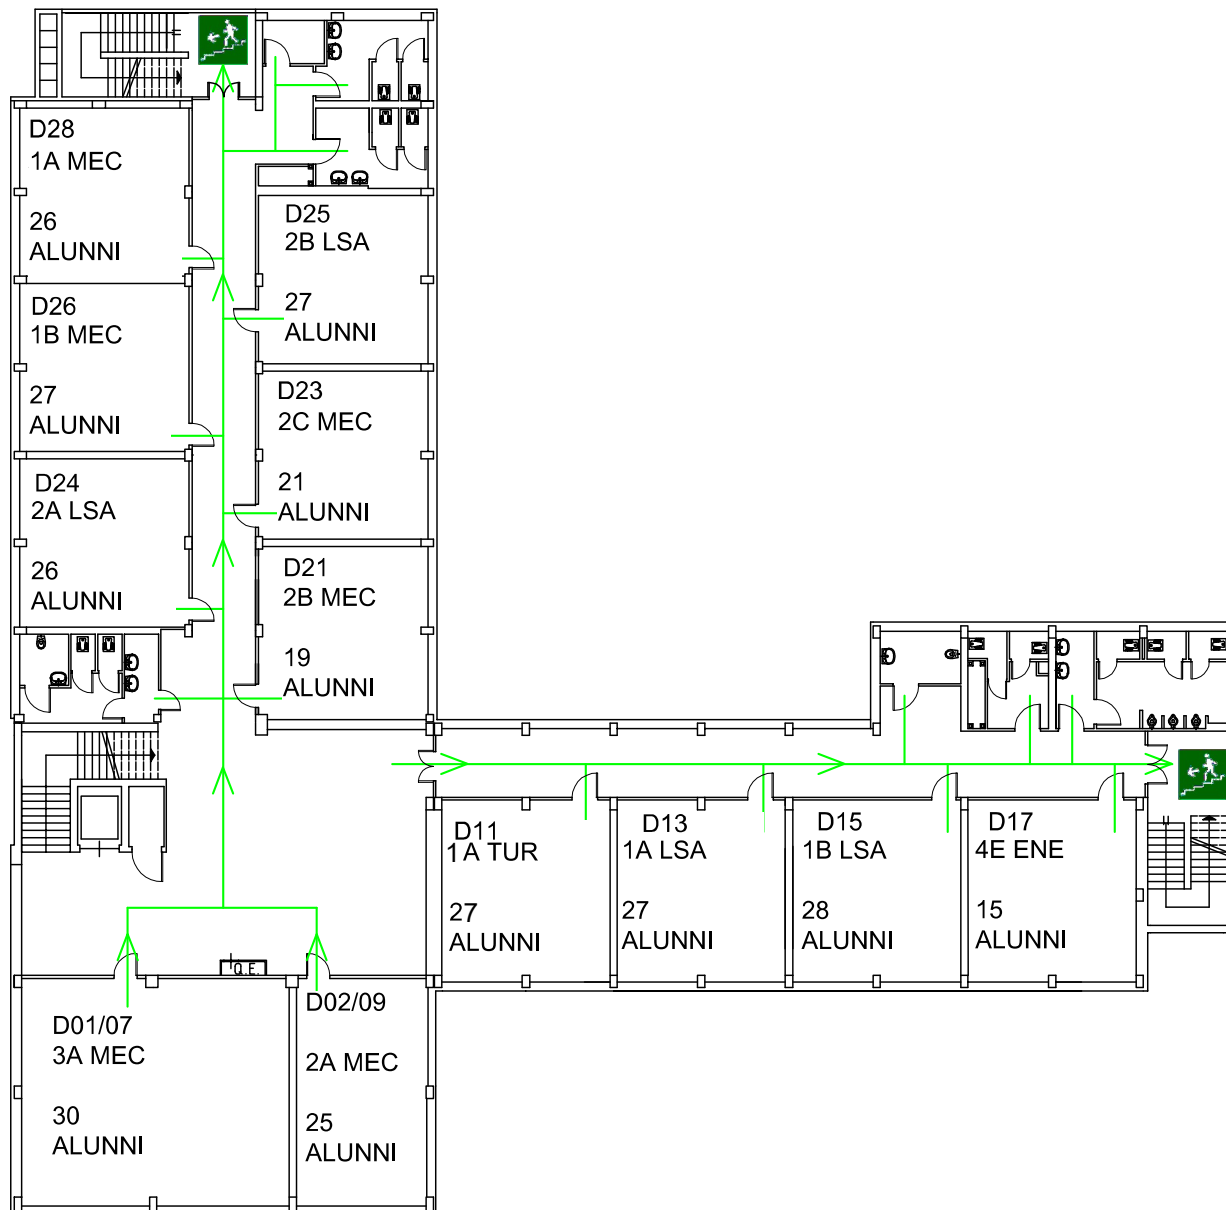 D28
1A MEC
26
ALUNNI
D25
2B LSA
27
ALUNNI
D26
1B MEC
27
ALUNNI
D23
2C MEC
21
ALUNNI
D24
2A LSA
26
ALUNNI
D21
2B MEC
19
ALUNNI
D11
1A TUR
27
ALUNNI
D13
1A LSA
27
ALUNNI
D15
1B LSA
28
ALUNNI
D17
4E ENE
15
ALUNNI
Q.E.
D01/07
3A MEC
30
ALUNNI
D02/09
2A MEC
25
ALUNNI